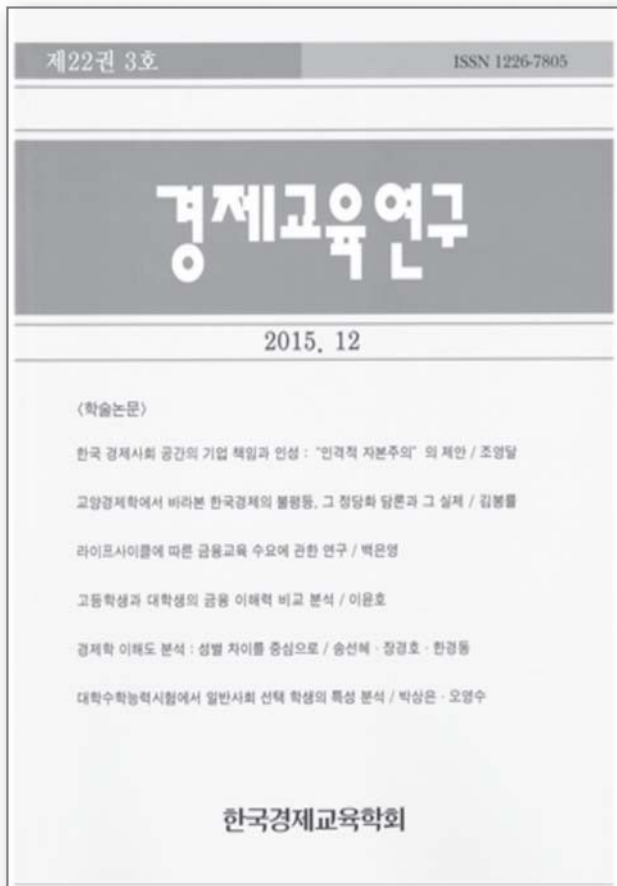 제22권 3호
ISSN 1226-7805
경제교육연구
2015. 12
〈학술논문〉
한국 경제사회 공간의 기업 책임과 인성 : "인격적 자본주의" 의 제안 / 조영달
교양경제학에서 바라본 한국경제의 불평등, 그 정당화 담론과 그 실제 / 김봉률
라이프사이클에 따른 금융교육 수요에 관한 연구 / 백은영
고등학생과 대학생의 금융 이해력 비교 분석 / 이윤호
경제학 이해도 분석 : 성별 차이를 중심으로 / 송선혜 · 장경호 · 한경동
대학수학능력시험에서 일반사회 선택 학생의 특성 분석 / 박상은 · 오영수
한국경제교육학회